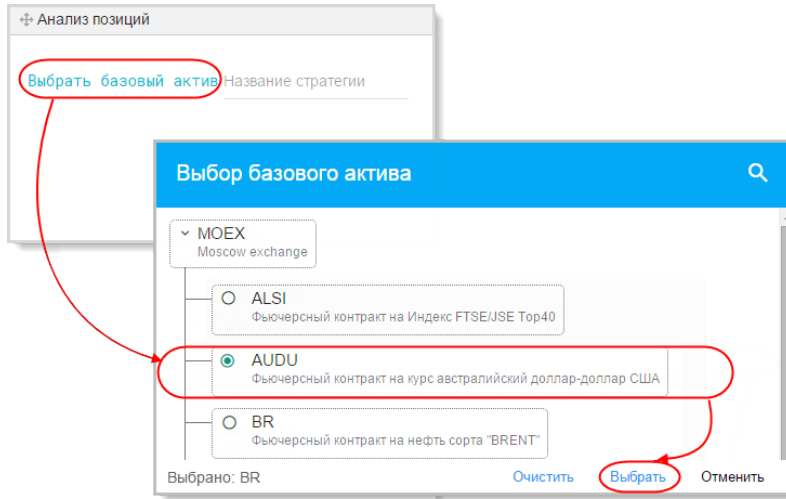 Анализ позиций
Выбрать базовый актив Название стратегии
Выбор базового актива
MOEX
Moscow exchange
ALSI
Фьючерсный контракт на Индекс FTSE/JSE Top40
AUDU
Фьючерсный контракт на курс австралийский доллар-доллар США
BR
Фьючерсный контракт на нефть сорта "BRENT"
Выбрано: BR Очистить Выбрать Отменить